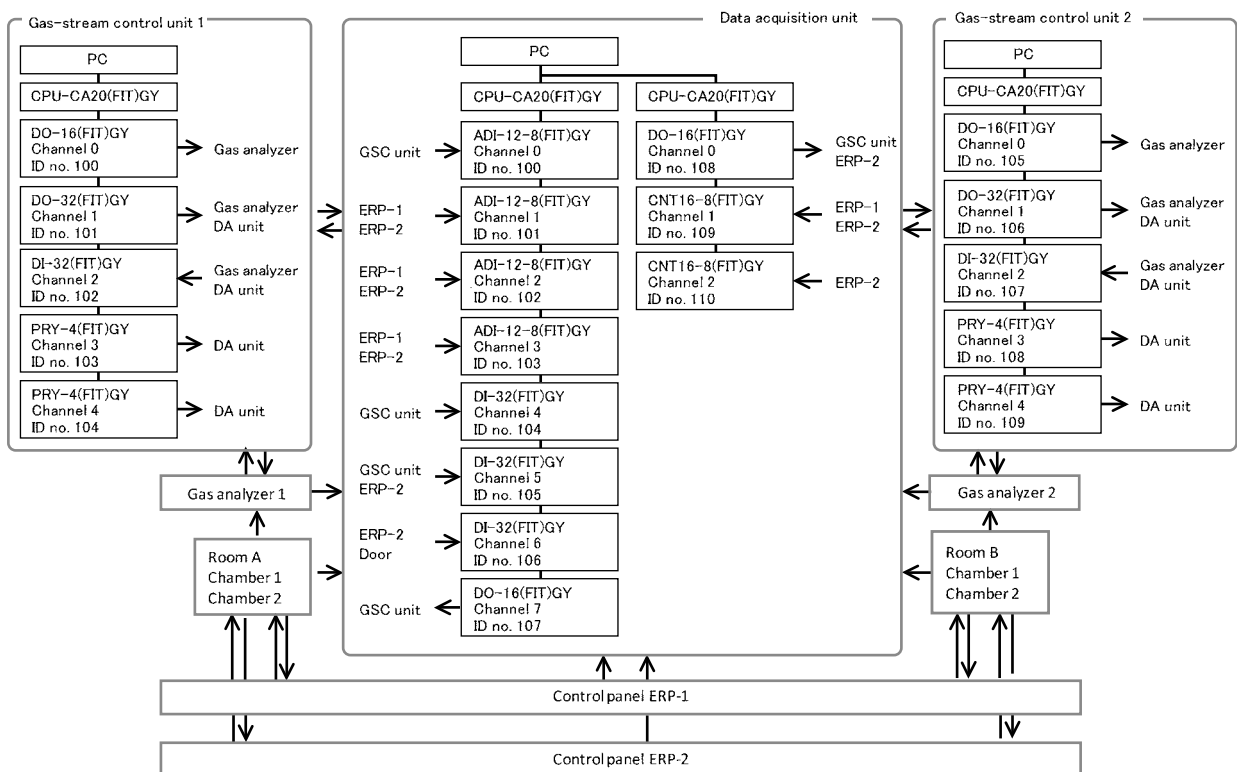 Gas-stream control unit 1
PC
CPU-CA20(FIT)GY
DO-16(FIT)GY
Channel 0
ID no. 100
Gas analyzer
DO-32(FIT)GY
Channel 1
ID no. 101
Gas analyzer
DA unit
DI-32(FIT)GY
Channel 2
ID no. 102
Gas analyzer
DA unit
PRY-4(FIT)GY
Channel 3
ID no. 103
DA unit
PRY-4(FIT)GY
Channel 4
ID no. 104
DA unit
Data acquisition unit
PC
CPU-CA20(FIT)GY
GSC unit
ADI-12-8(FIT)GY
Channel 0
ID no. 100
ERP-1
ERP-2
ADI-12-8(FIT)GY
Channel 1
ID no. 101
ERP-1
ERP-2
ADI-12-8(FIT)GY
Channel 2
ID no. 102
ERP-1
ERP-2
ADI-12-8(FIT)GY
Channel 3
ID no. 103
GSC unit
DI-32(FIT)GY
Channel 4
ID no. 104
GSC unit
ERP-2
DI-32(FIT)GY
Channel 5
ID no. 105
ERP-2
Door
DI-32(FIT)GY
Channel 6
ID no. 106
GSC unit
DO-16(FIT)GY
Channel 7
ID no. 107
CPU-CA20(FIT)GY
DO-16(FIT)GY
Channel 0
ID no. 108
GSC unit
ERP-2
CNT16-8(FIT)GY
Channel 1
ID no. 109
ERP-1
ERP-2
CNT16-8(FIT)GY
Channel 2
ID no. 110
ERP-2
Gas-stream control unit 2
PC
CPU-CA20(FIT)GY
DO-16(FIT)GY
Channel 0
ID no. 105
Gas analyzer
DO-32(FIT)GY
Channel 1
ID no. 106
Gas analyzer
DA unit
DI-32(FIT)GY
Channel 2
ID no. 107
Gas analyzer
DA unit
PRY-4(FIT)GY
Channel 3
ID no. 108
DA unit
PRY-4(FIT)GY
Channel 4
ID no. 109
DA unit
Gas analyzer 1
Room A
Chamber 1
Chamber 2
Gas analyzer 2
Room B
Chamber 1
Chamber 2
Control panel ERP-1
Control panel ERP-2